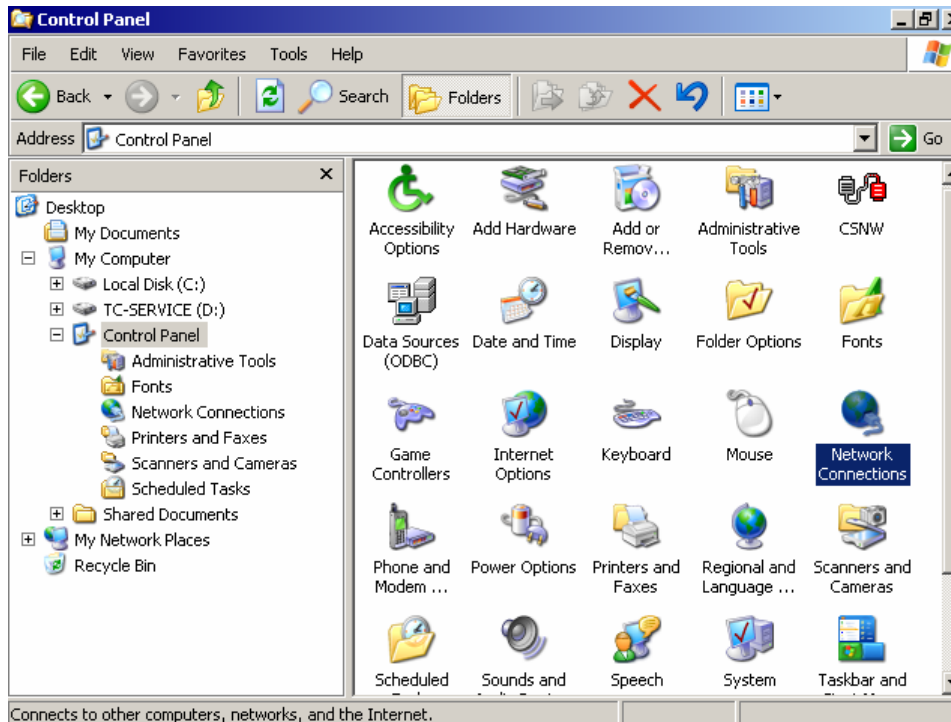 Control Panel
File Edit View Favorites Tools Help
Back Search Folders
Address Control Panel Go
Folders
Desktop
My Documents
My Computer
Local Disk (C:)
TC-SERVICE (D:)
Control Panel
Administrative Tools
Fonts
Network Connections
Printers and Faxes
Scanners and Cameras
Scheduled Tasks
Shared Documents
My Network Places
Recycle Bin
Accessibility Add Hardware Add or Administrative CSNW
Options Remov... Tools
Data Sources Date and Time Display Folder Options Fonts
(ODBC)
Game Internet Keyboard Mouse Network
Controllers Options Connections
Phone and Power Options Printers and Regional and Scanners and
Modem ... Faxes Language ... Cameras
Scheduled Sounds and Speech System Taskbar and
Connects to other computers, networks, and the Internet.